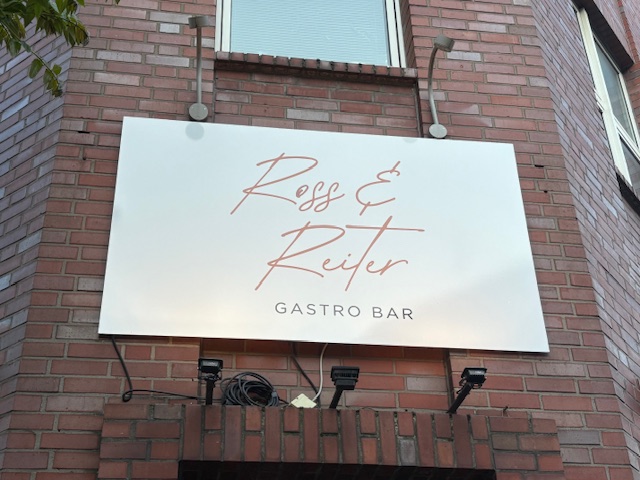 Ross &
Reiter
GASTRO BAR